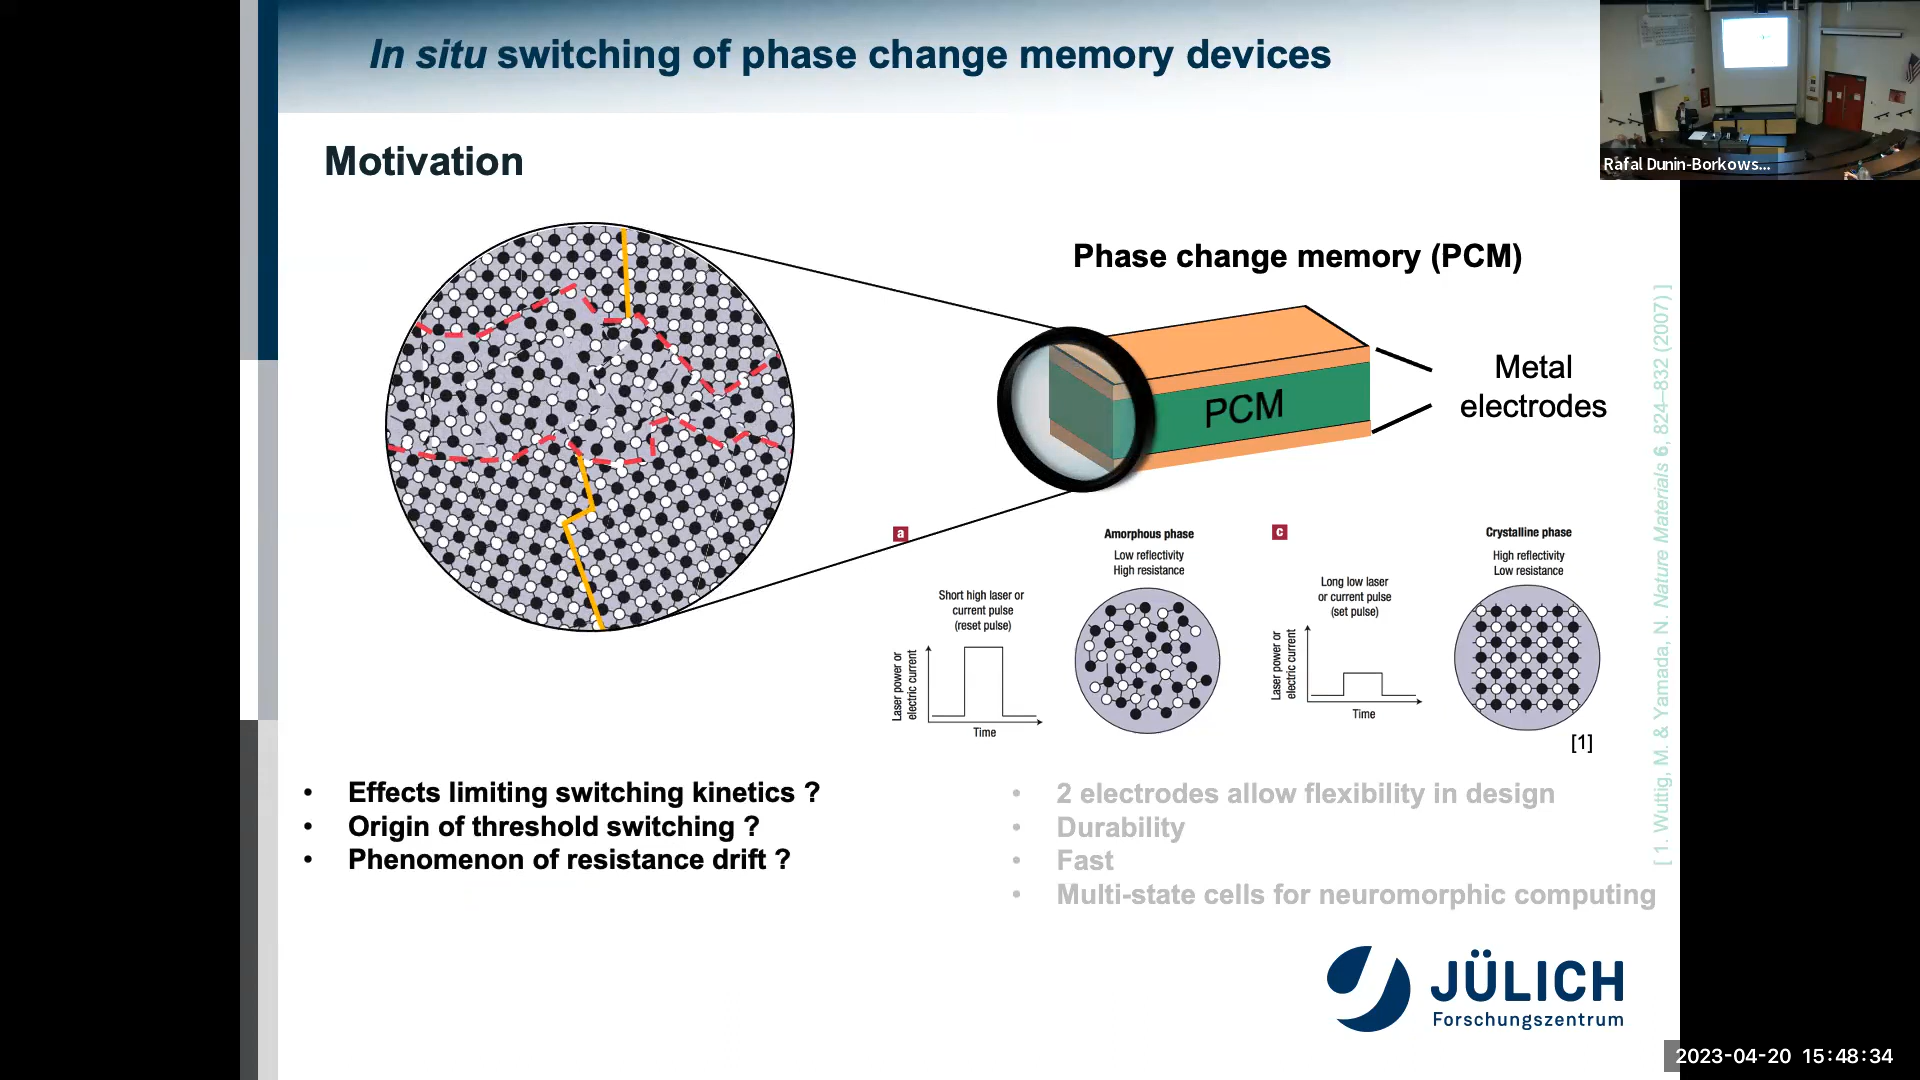 In situ switching of phase change memory devices
Rafal Dunin-Borkows...
Motivation
Phase change memory (PCM)
PCM
Metal
electrodes
a
Short high laser or
current pulse
(reset pulse)
Laser power or
electric current
Time
Amorphous phase
Low reflectivity
High resistance
c
Long low laser
or current pulse
(set pulse)
Laser power or
electric current
Time
Crystalline phase
High reflectivity
Low resistance
[1]
[ 1. Wuttig, M. & Yamada, N. Nature Materials 6, 824–832 (2007) ]
• Effects limiting switching kinetics ?
• Origin of threshold switching ?
• Phenomenon of resistance drift ?
• 2 electrodes allow flexibility in design
• Durability
• Fast
• Multi-state cells for neuromorphic computing
JÜLICH
Forschungszentrum
2023-04-20 15:48:34